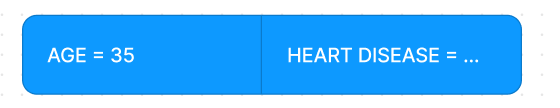 AGE = 35
HEART DISEASE = ...